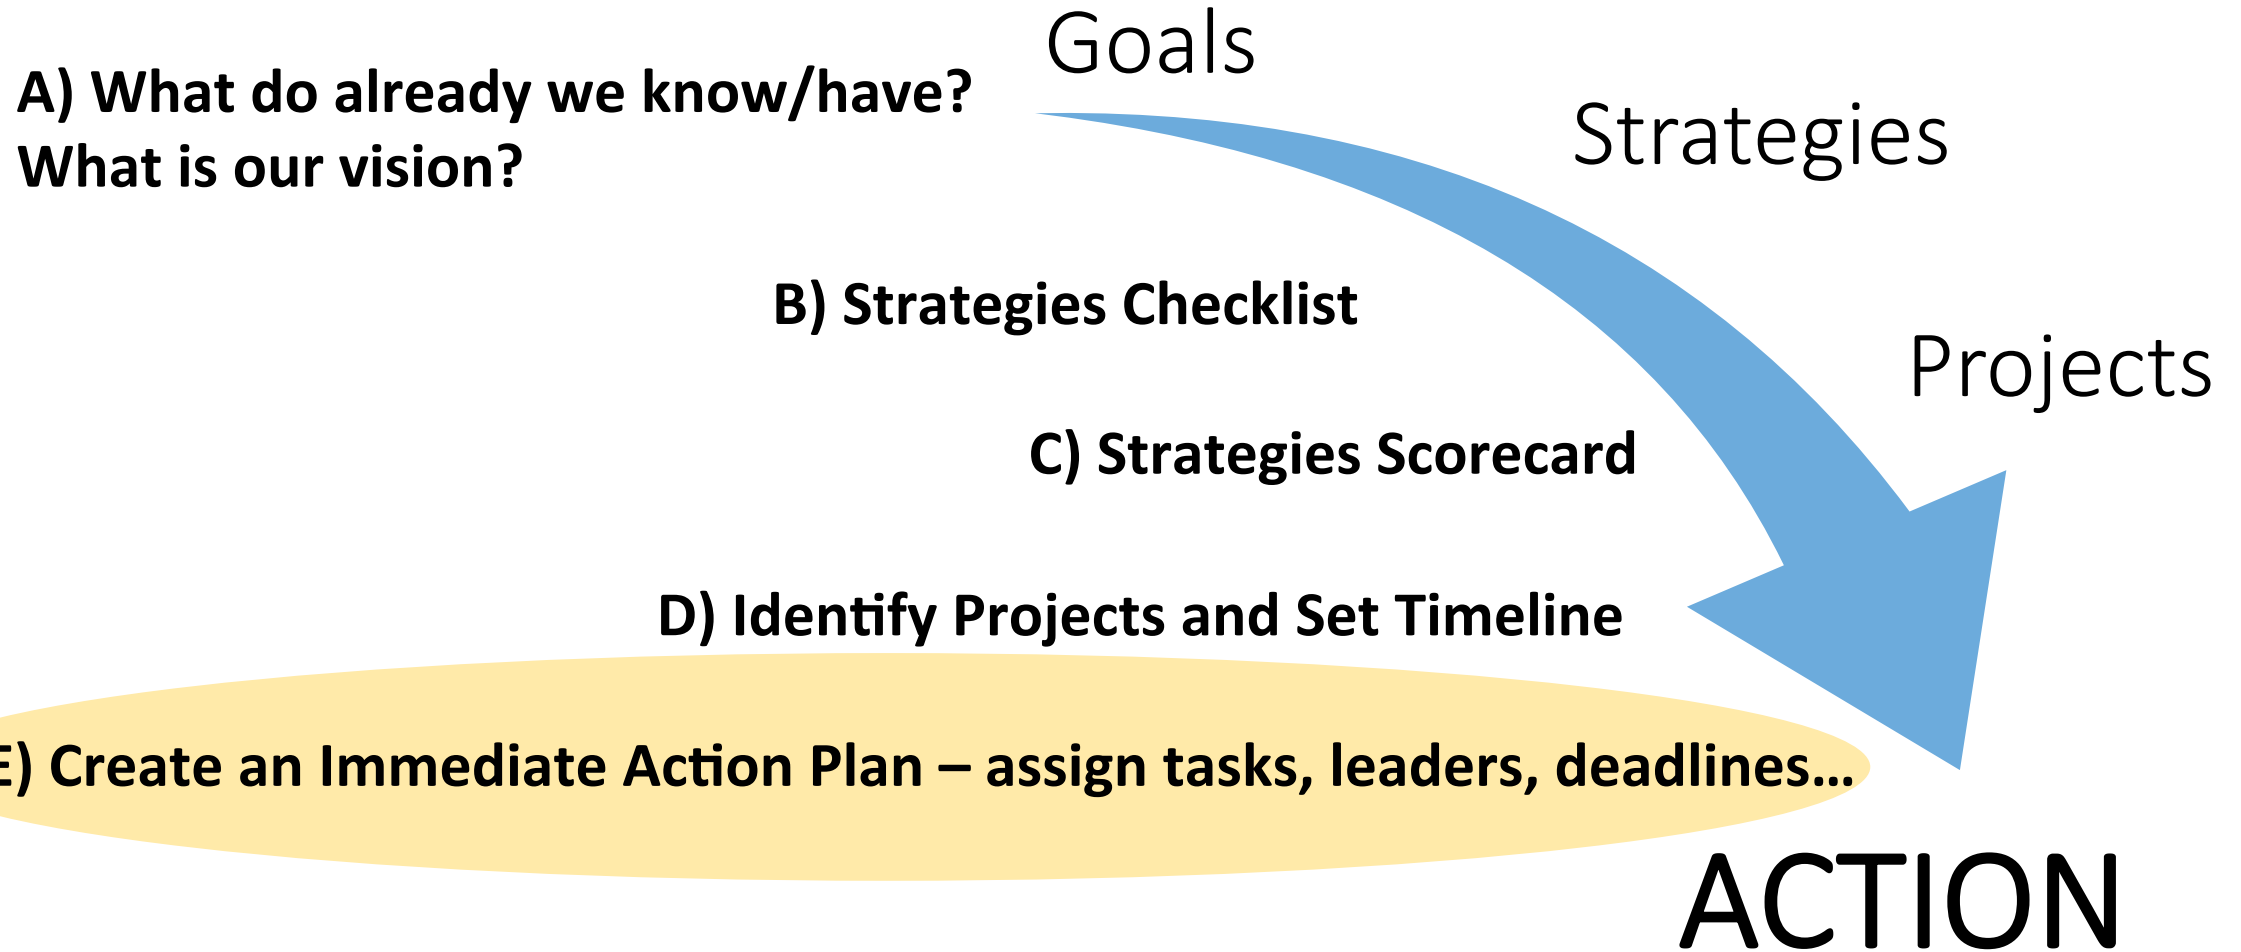 Goals
A) What do already we know/have?
What is our vision?
Strategies
B) Strategies Checklist
Projects
C) Strategies Scorecard
D) Identify Projects and Set Timeline
E) Create an Immediate Action Plan – assign tasks, leaders, deadlines…
ACTION